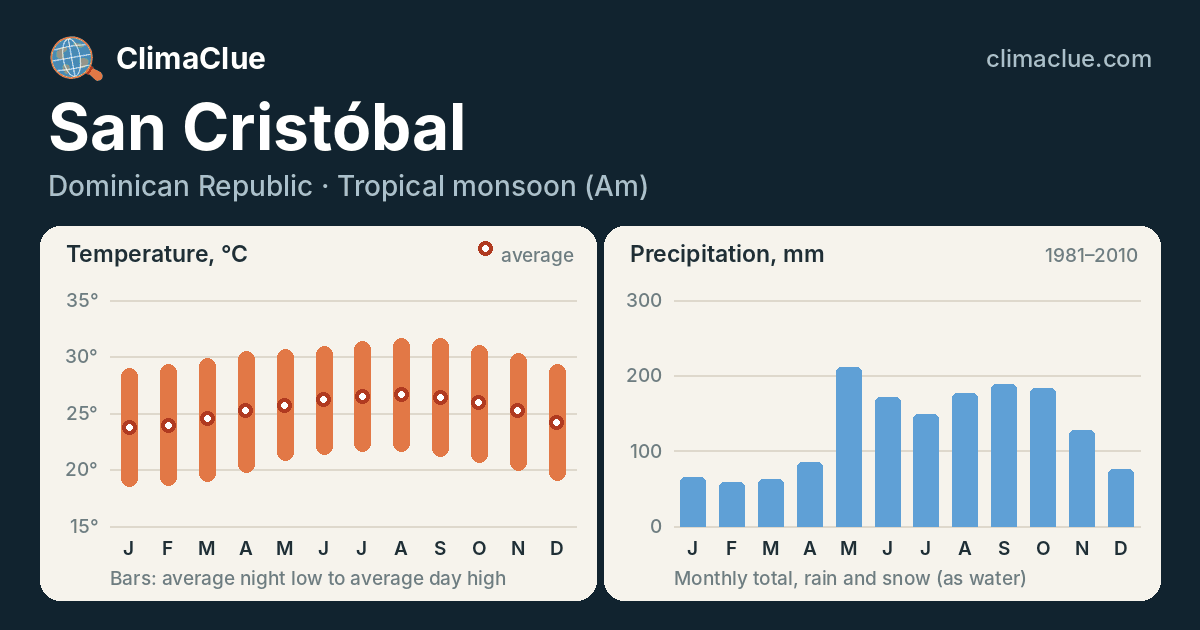 ClimaClue
climaclue.com
San Cristóbal
Dominican Republic · Tropical monsoon (Am)
Temperature, °C
average
35°
30°
25°
20°
15°
J F M A M J J A S O N D
Bars: average night low to average day high
Precipitation, mm
1981–2010
300
200
100
0
J F M A M J J A S O N D
Monthly total, rain and snow (as water)